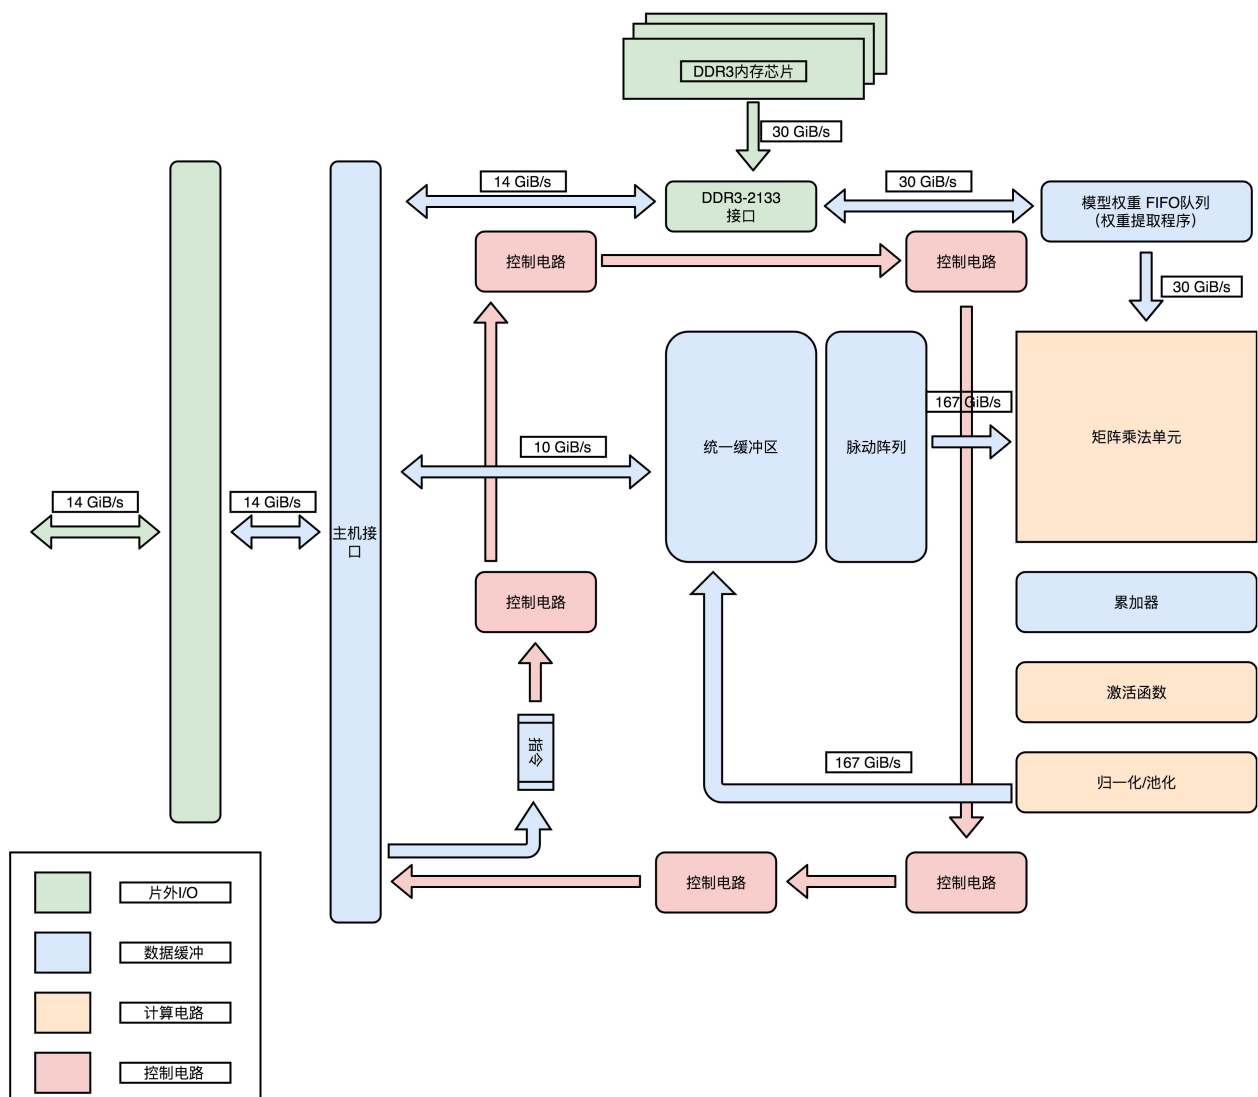 DDR3内存芯片
30 GiB/s
14 GiB/s
DDR3-2133
接口
30 GiB/s
模型权重 FIFO队列
（权重提取程序）
控制电路
控制电路
30 GiB/s
167 GiB/s
10 GiB/s
统一缓冲区
脉动阵列
矩阵乘法单元
14 GiB/s
14 GiB/s
主机接
口
控制电路
累加器
激活函数
指令
167 GiB/s
归一化/池化
控制电路
控制电路
片外I/O
数据缓冲
计算电路
控制电路